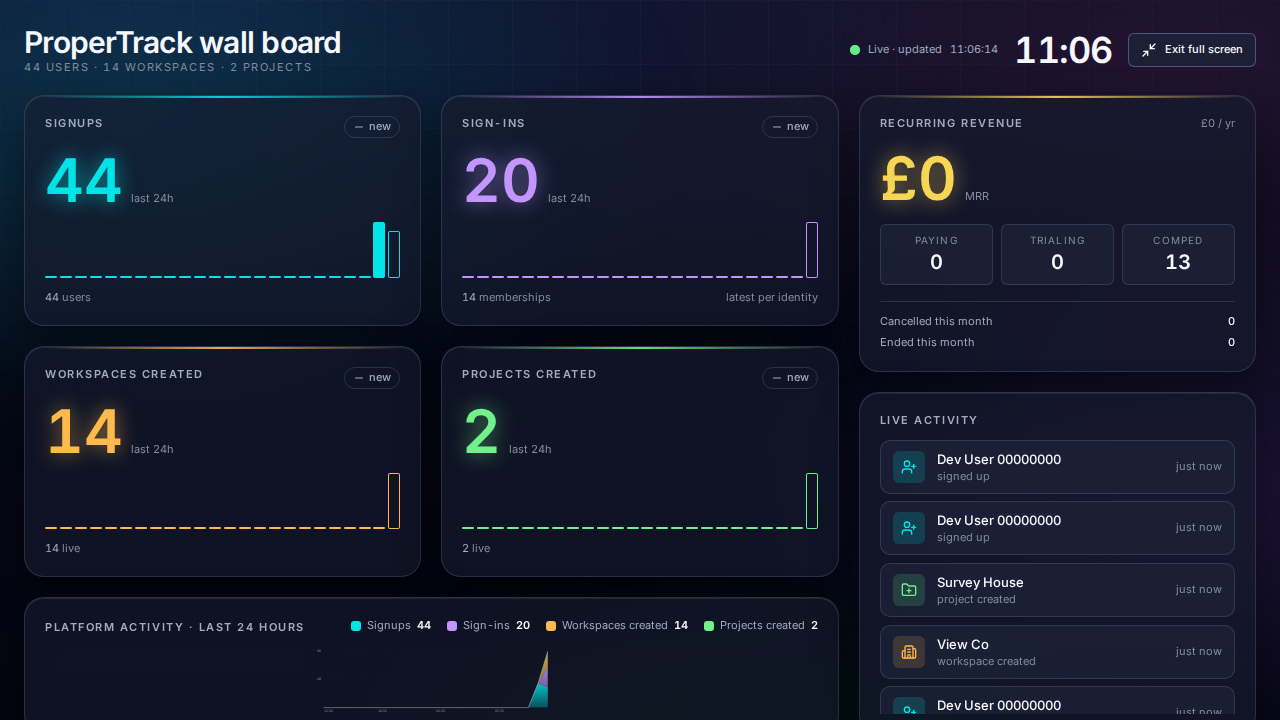 ProperTrack wall board
44 USERS · 14 WORKSPACES · 2 PROJECTS
Live · updated 11:06:14
11:06
Exit full screen
SIGNUPS
— new
44 last 24h
44 users
SIGN-INS
— new
20 last 24h
14 memberships
latest per identity
RECURRING REVENUE
£0 / yr
£0 MRR
PAYING
0
TRIALING
0
COMPED
13
Cancelled this month 0
Ended this month 0
WORKSPACES CREATED
— new
14 last 24h
14 live
PROJECTS CREATED
— new
2 last 24h
2 live
LIVE ACTIVITY
Dev User 00000000
signed up
just now
Dev User 00000000
signed up
just now
Survey House
project created
just now
View Co
workspace created
just now
Dev User 00000000
just now
PLATFORM ACTIVITY · LAST 24 HOURS
Signups 44
Sign-ins 20
Workspaces created 14
Projects created 2